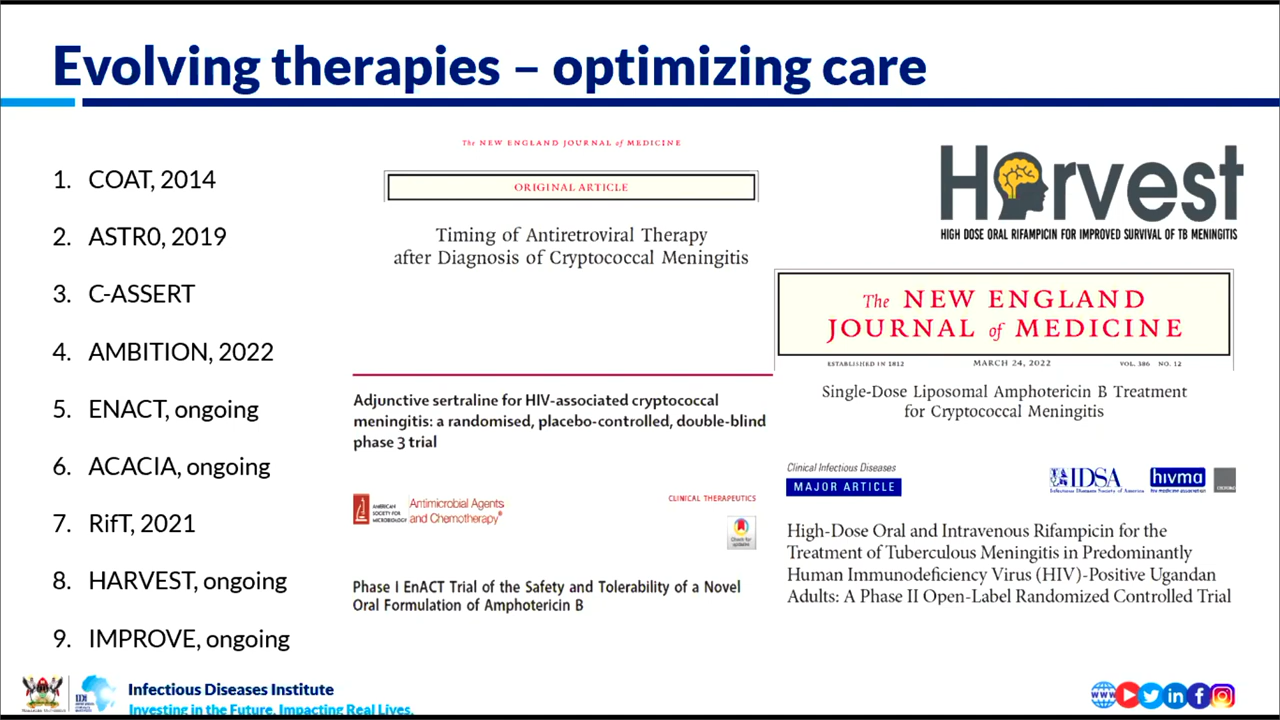 Evolving therapies – optimizing care
1. COAT, 2014
2. ASTR0, 2019
3. C-ASSERT
4. AMBITION, 2022
5. ENACT, ongoing
6. ACACIA, ongoing
7. RifT, 2021
8. HARVEST, ongoing
9. IMPROVE, ongoing
The NEW ENGLAND JOURNAL of MEDICINE
ORIGINAL ARTICLE
Timing of Antiretroviral Therapy
after Diagnosis of Cryptococcal Meningitis
Adjunctive sertraline for HIV-associated cryptococcal
meningitis: a randomised, placebo-controlled, double-blind
phase 3 trial
AMERICAN
SOCIETY FOR
MICROBIOLOGY
Antimicrobial Agents
and Chemotherapy®
CLINICAL THERAPEUTICS
Check for
updates
Phase I EnACT Trial of the Safety and Tolerability of a Novel
Oral Formulation of Amphotericin B
Harvest
HIGH DOSE ORAL RIFAMPICIN FOR IMPROVED SURVIVAL OF TB MENINGITIS
The NEW ENGLAND
JOURNAL of MEDICINE
ESTABLISHED IN 1812 MARCH 24, 2022 VOL. 386 NO. 12
Single-Dose Liposomal Amphotericin B Treatment
for Cryptococcal Meningitis
Clinical Infectious Diseases
MAJOR ARTICLE
IDSA
Infectious Diseases Society of America
hivma
hiv medicine association
High-Dose Oral and Intravenous Rifampicin for the
Treatment of Tuberculous Meningitis in Predominantly
Human Immunodeficiency Virus (HIV)-Positive Ugandan
Adults: A Phase II Open-Label Randomized Controlled Trial
IDI
Infectious Diseases Institute
Investing in the Future. Impacting Real Lives.